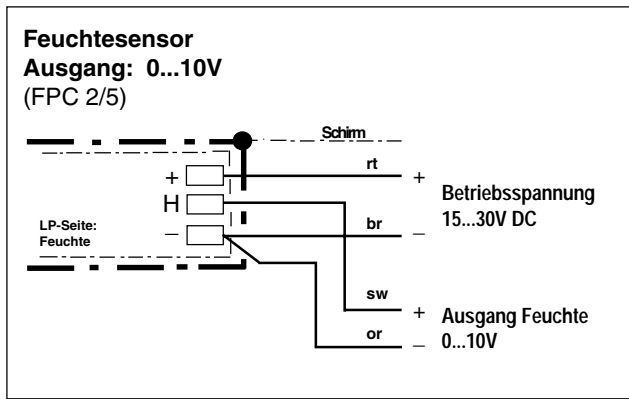 Feuchtesensor
Ausgang: 0...10V
(FPC 2/5)
Schirm
rt
+
+
H
Betriebsspannung
15...30V DC
LP-Seite:
Feuchte
–
br
–
sw
+
Ausgang Feuchte
0...10V
or
–